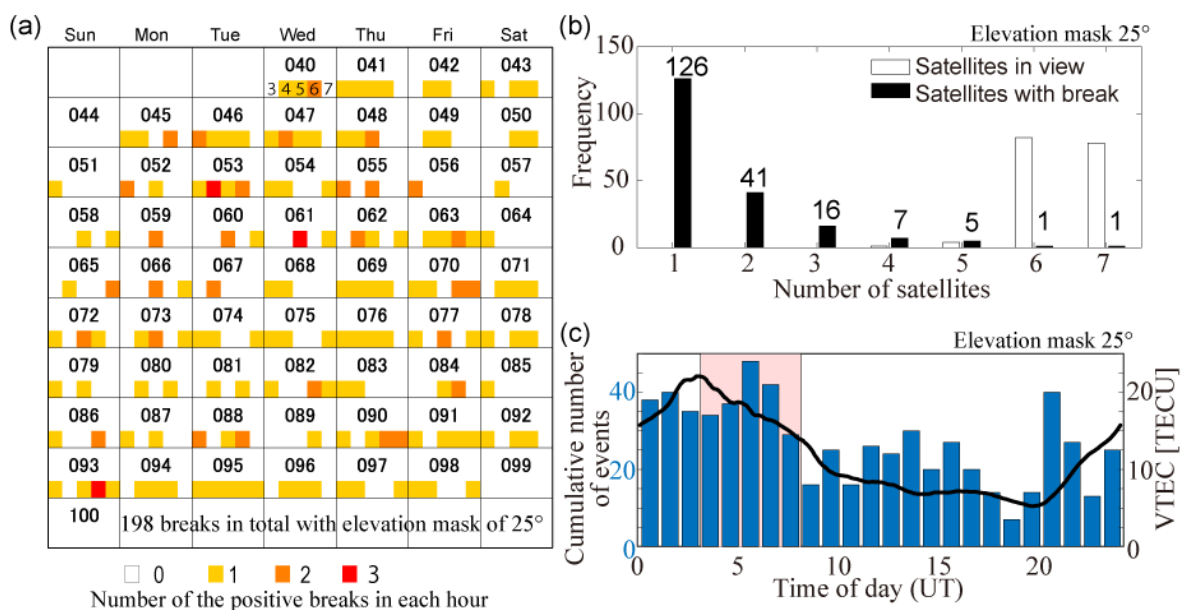 (a)
Sun Mon Tue Wed Thu Fri Sat
040 041 042 043
3 4 5 6 7
044 045 046 047 048 049 050
051 052 053 054 055 056 057
058 059 060 061 062 063 064
065 066 067 068 069 070 071
072 073 074 075 076 077 078
079 080 081 082 083 084 085
086 087 088 089 090 091 092
093 094 095 096 097 098 099
100
198 breaks in total with elevation mask of 25°
0 1 2 3
Number of the positive breaks in each hour
(b)
Elevation mask 25°
150
100
50
0
Frequency
126 41 16 7 5 1 1
Satellites in view
Satellites with break
1 2 3 4 5 6 7
Number of satellites
(c)
Elevation mask 25°
Cumulative number
of events
40
20
0
20
10
0
VTEC [TECU]
0 5 10 15 20
Time of day (UT)